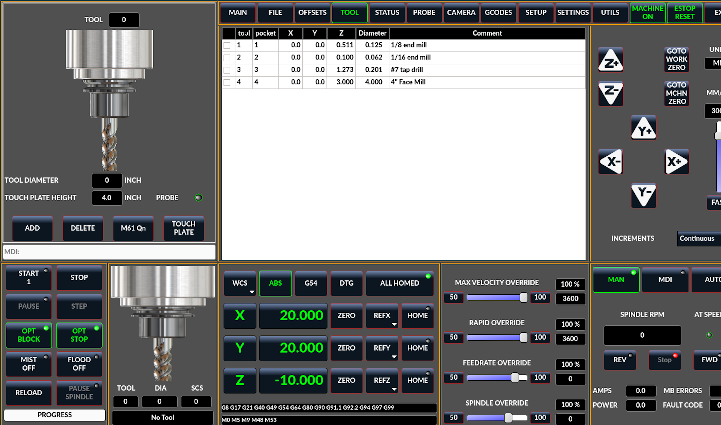 TOOL 0
TOOL DIAMETER 0 INCH
TOUCH PLATE HEIGHT 4.0 INCH PROBE
ADD DELETE M61 Qn TOUCH PLATE
MDI:
MAIN FILE OFFSETS TOOL STATUS PROBE CAMERA GCODES SETUP SETTINGS UTILS MACHINE ON ESTOP RESET
tool pocket X Y Z Diameter Comment
1 1 0.0 0.0 0.511 0.125 1/8 end mill
2 2 0.0 0.0 0.100 0.062 1/16 end mill
3 3 0.0 0.0 1.273 0.201 #7 tap drill
4 4 0.0 0.0 3.000 4.000 4" Face Mill
Z+ GOTO WORK ZERO
Z- GOTO MCHN ZERO
Y+
X- X+
Y-
INCREMENTS Continuous
START 1 STOP
PAUSE STEP
OPT BLOCK OPT STOP
MIST OFF FLOOD OFF
RELOAD PAUSE SPINDLE
PROGRESS
TOOL DIA SCS
0 0 0
No Tool
WCS ABS G54 DTG ALL HOMED
X 20.000 ZERO REFX HOME
Y 20.000 ZERO REFY HOME
Z -10.000 ZERO REFZ HOME
G8 G17 G21 G40 G49 G54 G64 G80 G90 G91.1 G92.2 G94 G97 G99
M0 M5 M9 M48 M53
MAX VELOCITY OVERRIDE 100 %
50 100 3600
RAPID OVERRIDE 100 %
50 100 3600
FEEDRATE OVERRIDE 100 %
50 100 0
SPINDLE OVERRIDE 100 %
50 100 0
MAN MDI
SPINDLE RPM
0
REV Stop FWD
AMPS 0.0 MB ERRORS
POWER 0.0 FAULT CODE